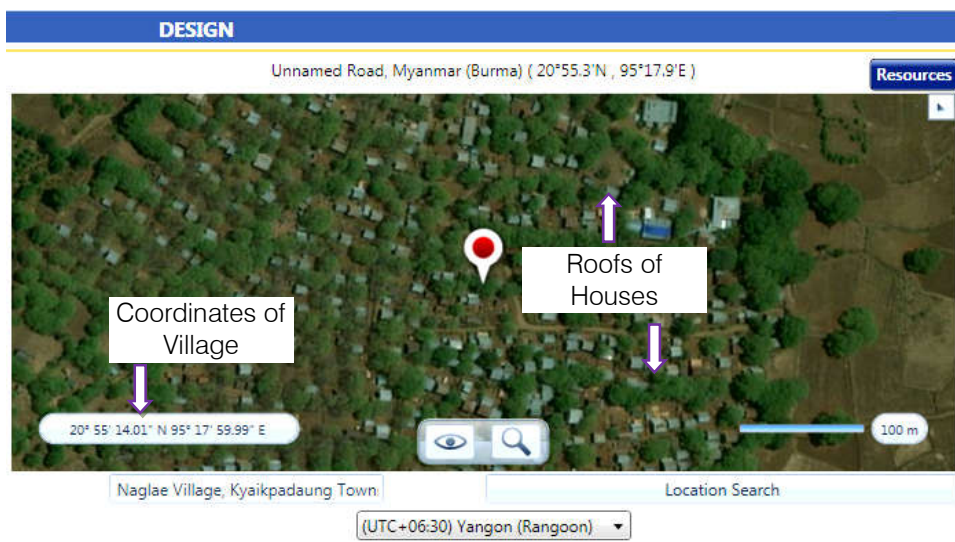 DESIGN
Unnamed Road, Myanmar (Burma) ( 20°55.3'N , 95°17.9'E )
Resources
Roofs of
Houses
Coordinates of
Village
20° 55' 14.01" N 95° 17' 59.99" E
100 m
Naglae Village, Kyaikpadaung Town
Location Search
(UTC+06:30) Yangon (Rangoon)